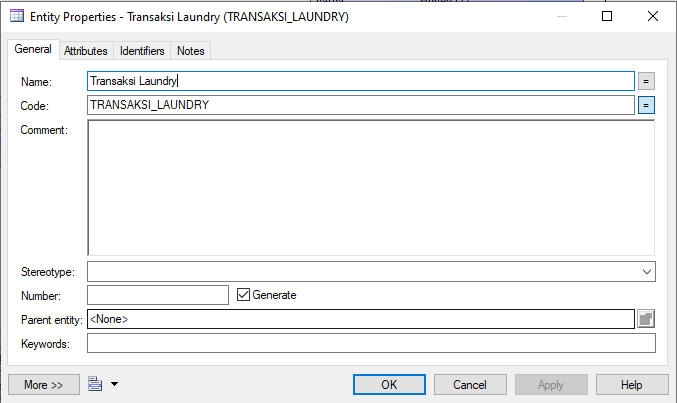 Entity Properties - Transaksi Laundry (TRANSAKSI_LAUNDRY)
General Attributes Identifiers Notes
Name: Transaksi Laundry =
Code: TRANSAKSI_LAUNDRY =
Comment:
Stereotype:
Number: Generate
Parent entity: <None>
Keywords:
More >> OK Cancel Apply Help